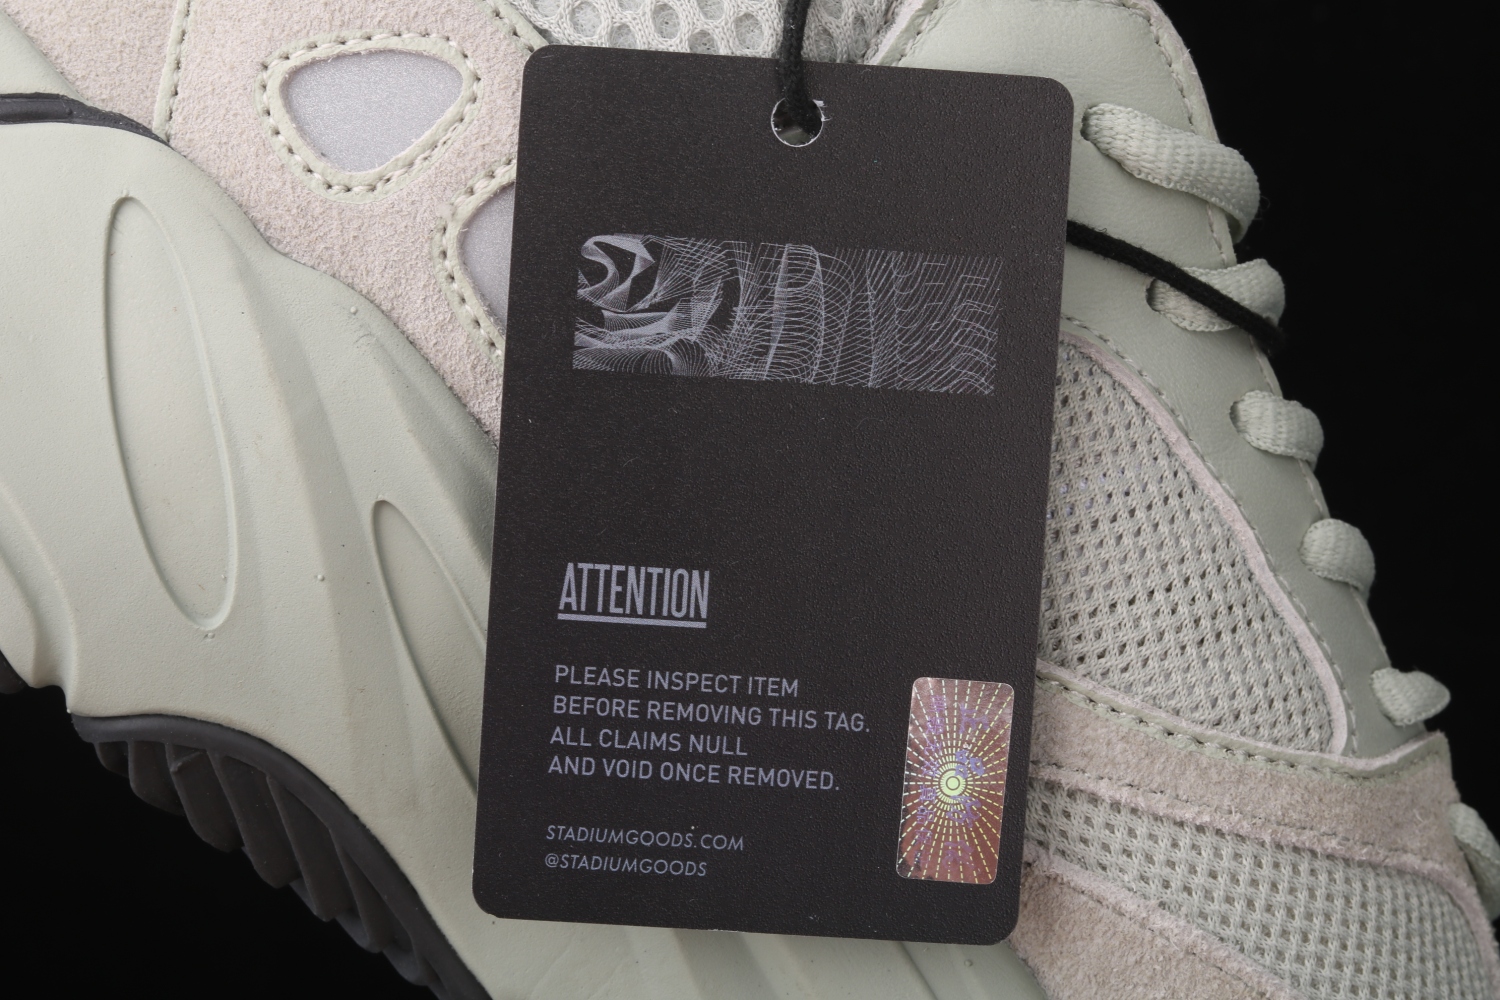 ATTENTION
PLEASE INSPECT ITEM
BEFORE REMOVING THIS TAG.
ALL CLAIMS NULL
AND VOID ONCE REMOVED.
STADIUMGOODS.COM
@STADIUMGOODS